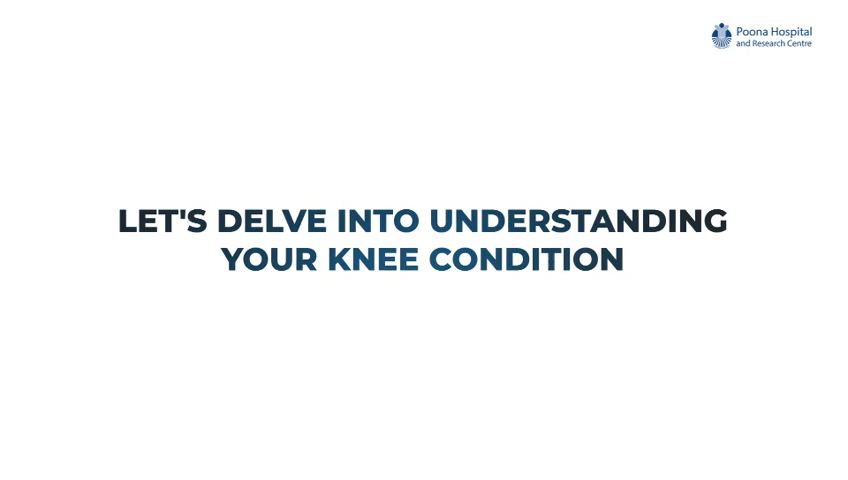 Poona Hospital
and Research Centre
LET'S DELVE INTO UNDERSTANDING
YOUR KNEE CONDITION